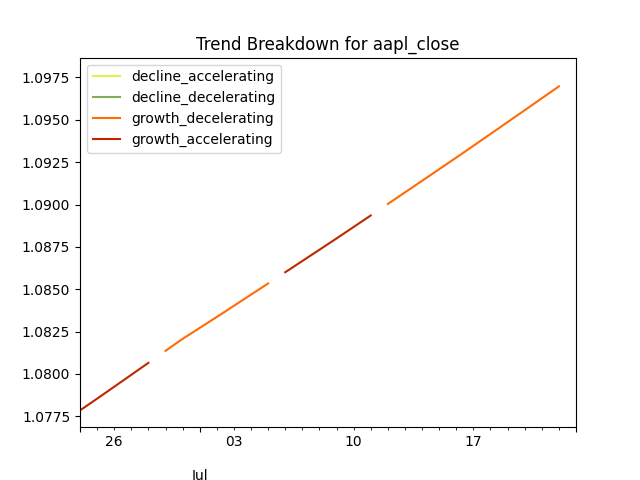 Trend Breakdown for aapl_close
decline_accelerating
decline_decelerating
growth_decelerating
growth_accelerating
1.0975
1.0950
1.0925
1.0900
1.0875
1.0850
1.0825
1.0800
1.0775
26
03
10
17
Jul